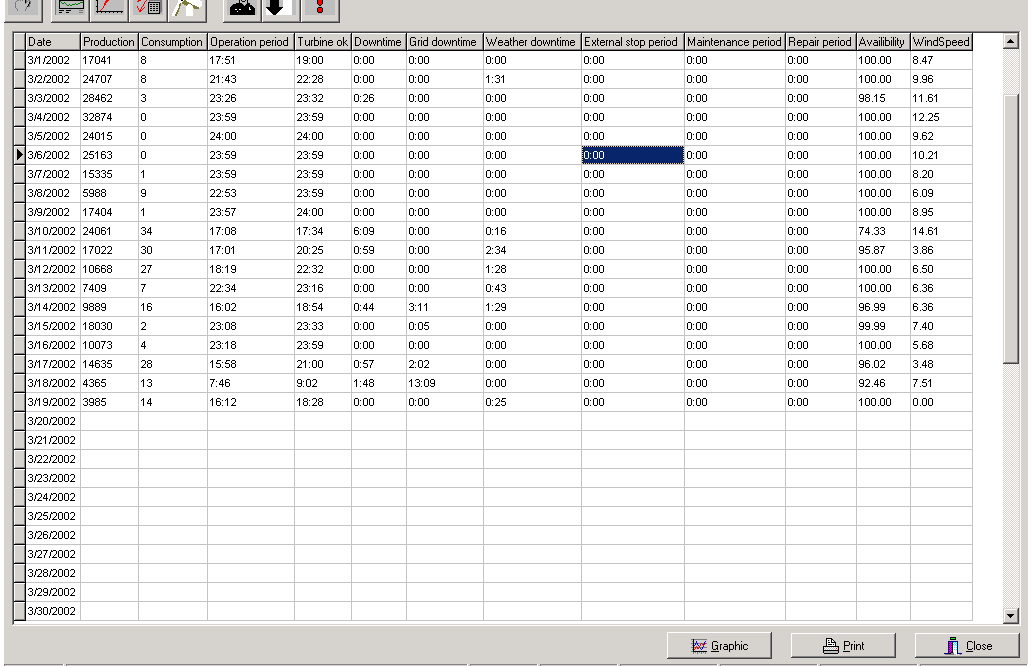 Date Production Consumption Operation period Turbine ok Downtime Grid downtime Weather downtime External stop period Maintenance period Repair period Availibility WindSpeed
3/1/2002 17041 8 17:51 19:00 0:00 0:00 0:00 0:00 0:00 0:00 100.00 8.47
3/2/2002 24707 8 21:43 22:28 0:00 0:00 1:31 0:00 0:00 0:00 100.00 9.96
3/3/2002 28462 3 23:26 23:32 0:26 0:00 0:00 0:00 0:00 0:00 98.15 11.61
3/4/2002 32874 0 23:59 23:59 0:00 0:00 0:00 0:00 0:00 0:00 100.00 12.25
3/5/2002 24015 0 24:00 24:00 0:00 0:00 0:00 0:00 0:00 0:00 100.00 9.62
3/6/2002 25163 0 23:59 23:59 0:00 0:00 0:00 0:00 0:00 0:00 100.00 10.21
3/7/2002 15335 1 23:59 23:59 0:00 0:00 0:00 0:00 0:00 0:00 100.00 8.20
3/8/2002 5988 9 22:53 23:59 0:00 0:00 0:00 0:00 0:00 0:00 100.00 6.09
3/9/2002 17404 1 23:57 24:00 0:00 0:00 0:00 0:00 0:00 0:00 100.00 8.95
3/10/2002 24061 34 17:08 17:34 6:09 0:00 0:16 0:00 0:00 0:00 74.33 14.61
3/11/2002 17022 30 17:01 20:25 0:59 0:00 2:34 0:00 0:00 0:00 95.87 3.86
3/12/2002 10668 27 18:19 22:32 0:00 0:00 1:28 0:00 0:00 0:00 100.00 6.50
3/13/2002 7409 7 22:34 23:16 0:00 0:00 0:43 0:00 0:00 0:00 100.00 6.36
3/14/2002 9889 16 16:02 18:54 0:44 3:11 1:29 0:00 0:00 0:00 96.99 6.36
3/15/2002 18030 2 23:08 23:33 0:00 0:05 0:00 0:00 0:00 0:00 99.99 7.40
3/16/2002 10073 4 23:18 23:59 0:00 0:00 0:00 0:00 0:00 0:00 100.00 5.68
3/17/2002 14635 28 15:58 21:00 0:57 2:02 0:00 0:00 0:00 0:00 96.02 3.48
3/18/2002 4365 13 7:46 9:02 1:48 13:09 0:00 0:00 0:00 0:00 92.46 7.51
3/19/2002 3985 14 16:12 18:28 0:00 0:00 0:25 0:00 0:00 0:00 100.00 0.00
3/20/2002
3/21/2002
3/22/2002
3/23/2002
3/24/2002
3/25/2002
3/26/2002
3/27/2002
3/28/2002
3/29/2002
3/30/2002
Graphic Print Close